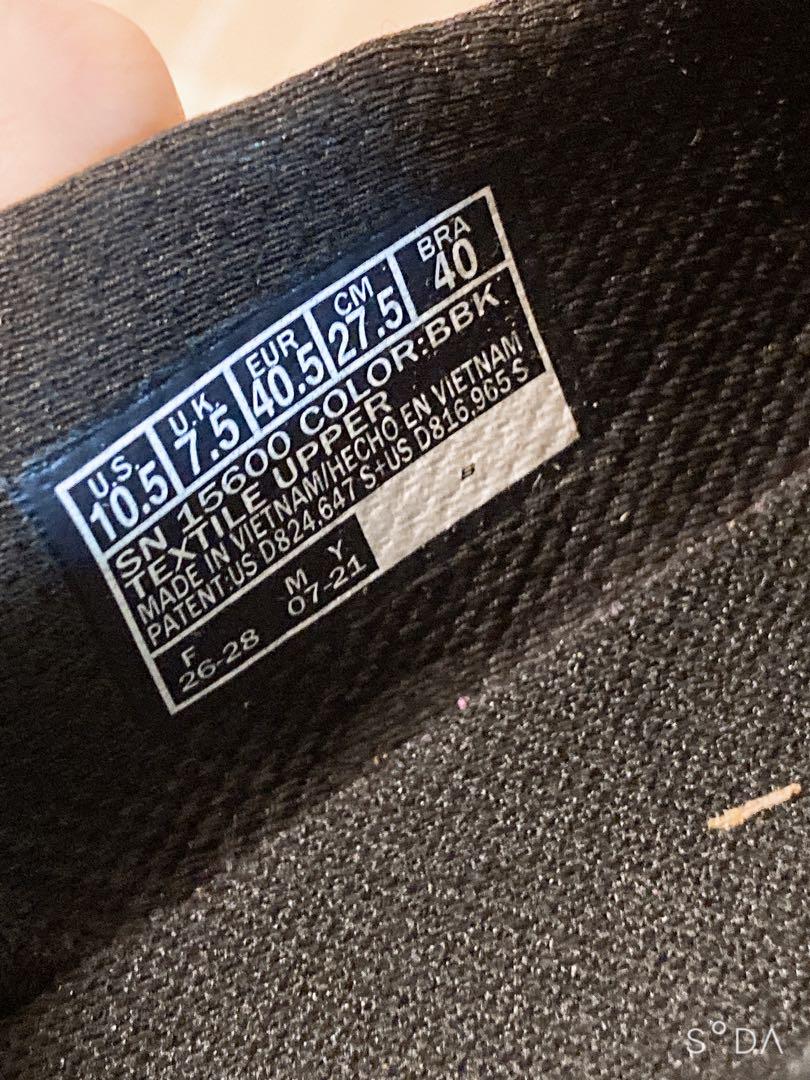 U.S. U.K. EUR CM BRA
10.5 7.5 40.5 27.5 40
SN 15600 COLOR:BBK
TEXTILE UPPER
MADE IN VIETNAM/HECHO EN VIETNAM
PATENT:US D824,647 S+US D816,965 S
F M Y
26-28 07-21
SODA